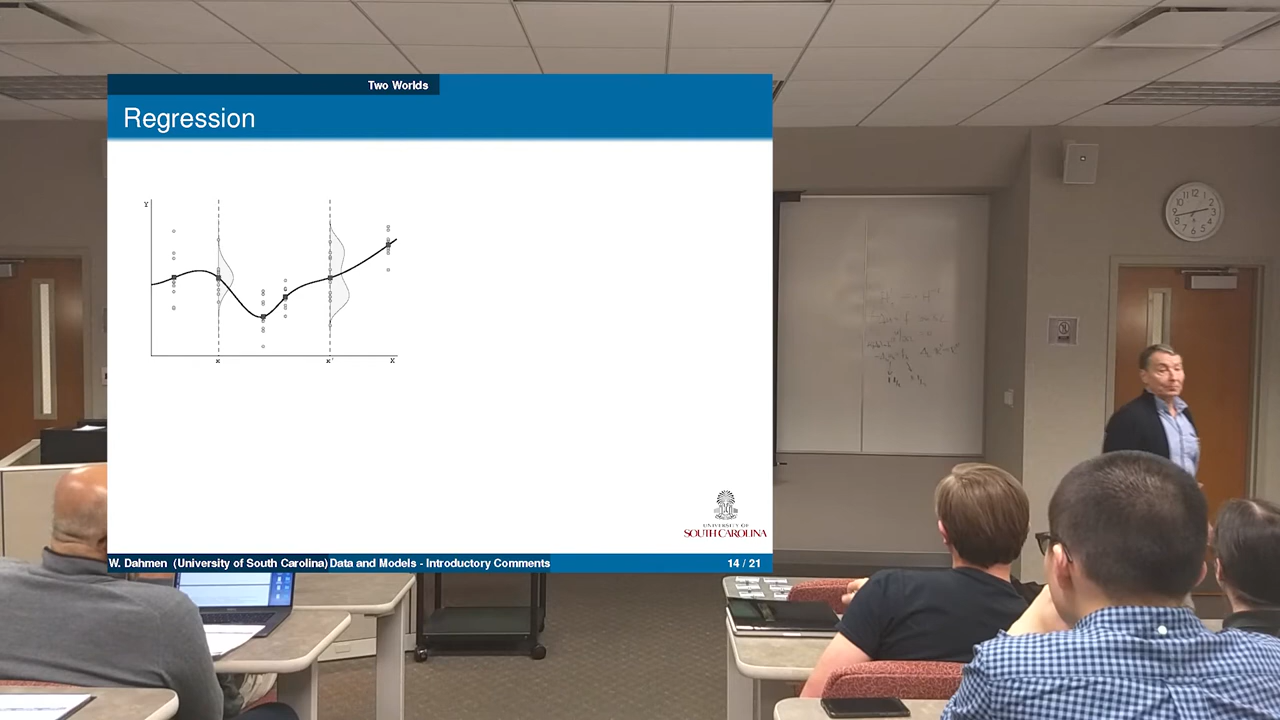 Two Worlds
Regression
Y
x
x'
X
UNIVERSITY OF
SOUTH CAROLINA
W. Dahmen (University of South Carolina) Data and Models - Introductory Comments
14 / 21